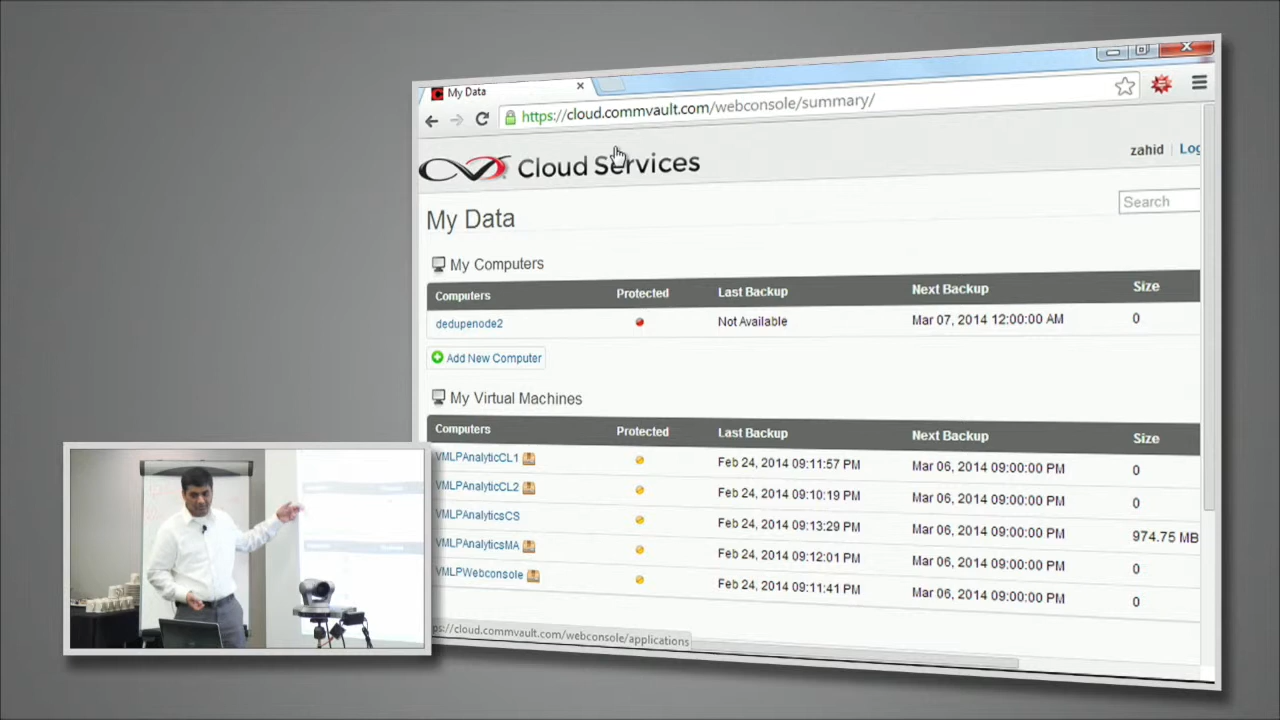 My Data
https://cloud.commvault.com/webconsole/summary/
Cloud Services
zahid | Log
My Data
Search
My Computers
Computers Protected Last Backup Next Backup Size
dedupenode2 Not Available Mar 07, 2014 12:00:00 AM 0
Add New Computer
My Virtual Machines
Computers Protected Last Backup Next Backup Size
VMLPAnalyticCL1 Feb 24, 2014 09:11:57 PM Mar 06, 2014 09:00:00 PM 0
VMLPAnalyticCL2 Feb 24, 2014 09:10:19 PM Mar 06, 2014 09:00:00 PM 0
VMLPAnalyticsCS Feb 24, 2014 09:13:29 PM Mar 06, 2014 09:00:00 PM 974.75 MB
VMLPAnalyticsMA Feb 24, 2014 09:12:01 PM Mar 06, 2014 09:00:00 PM 0
VMLPWebconsole Feb 24, 2014 09:11:41 PM Mar 06, 2014 09:00:00 PM 0
ps://cloud.commvault.com/webconsole/applications